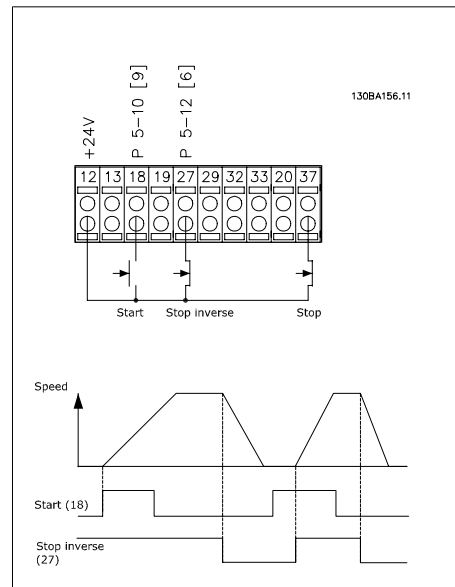 130BA156.11
+24V
P 5-10 [9]
P 5-12 [6]
12 13 18 19 27 29 32 33 20 37
Start Stop inverse Stop
Speed
Start (18)
Stop inverse
(27)